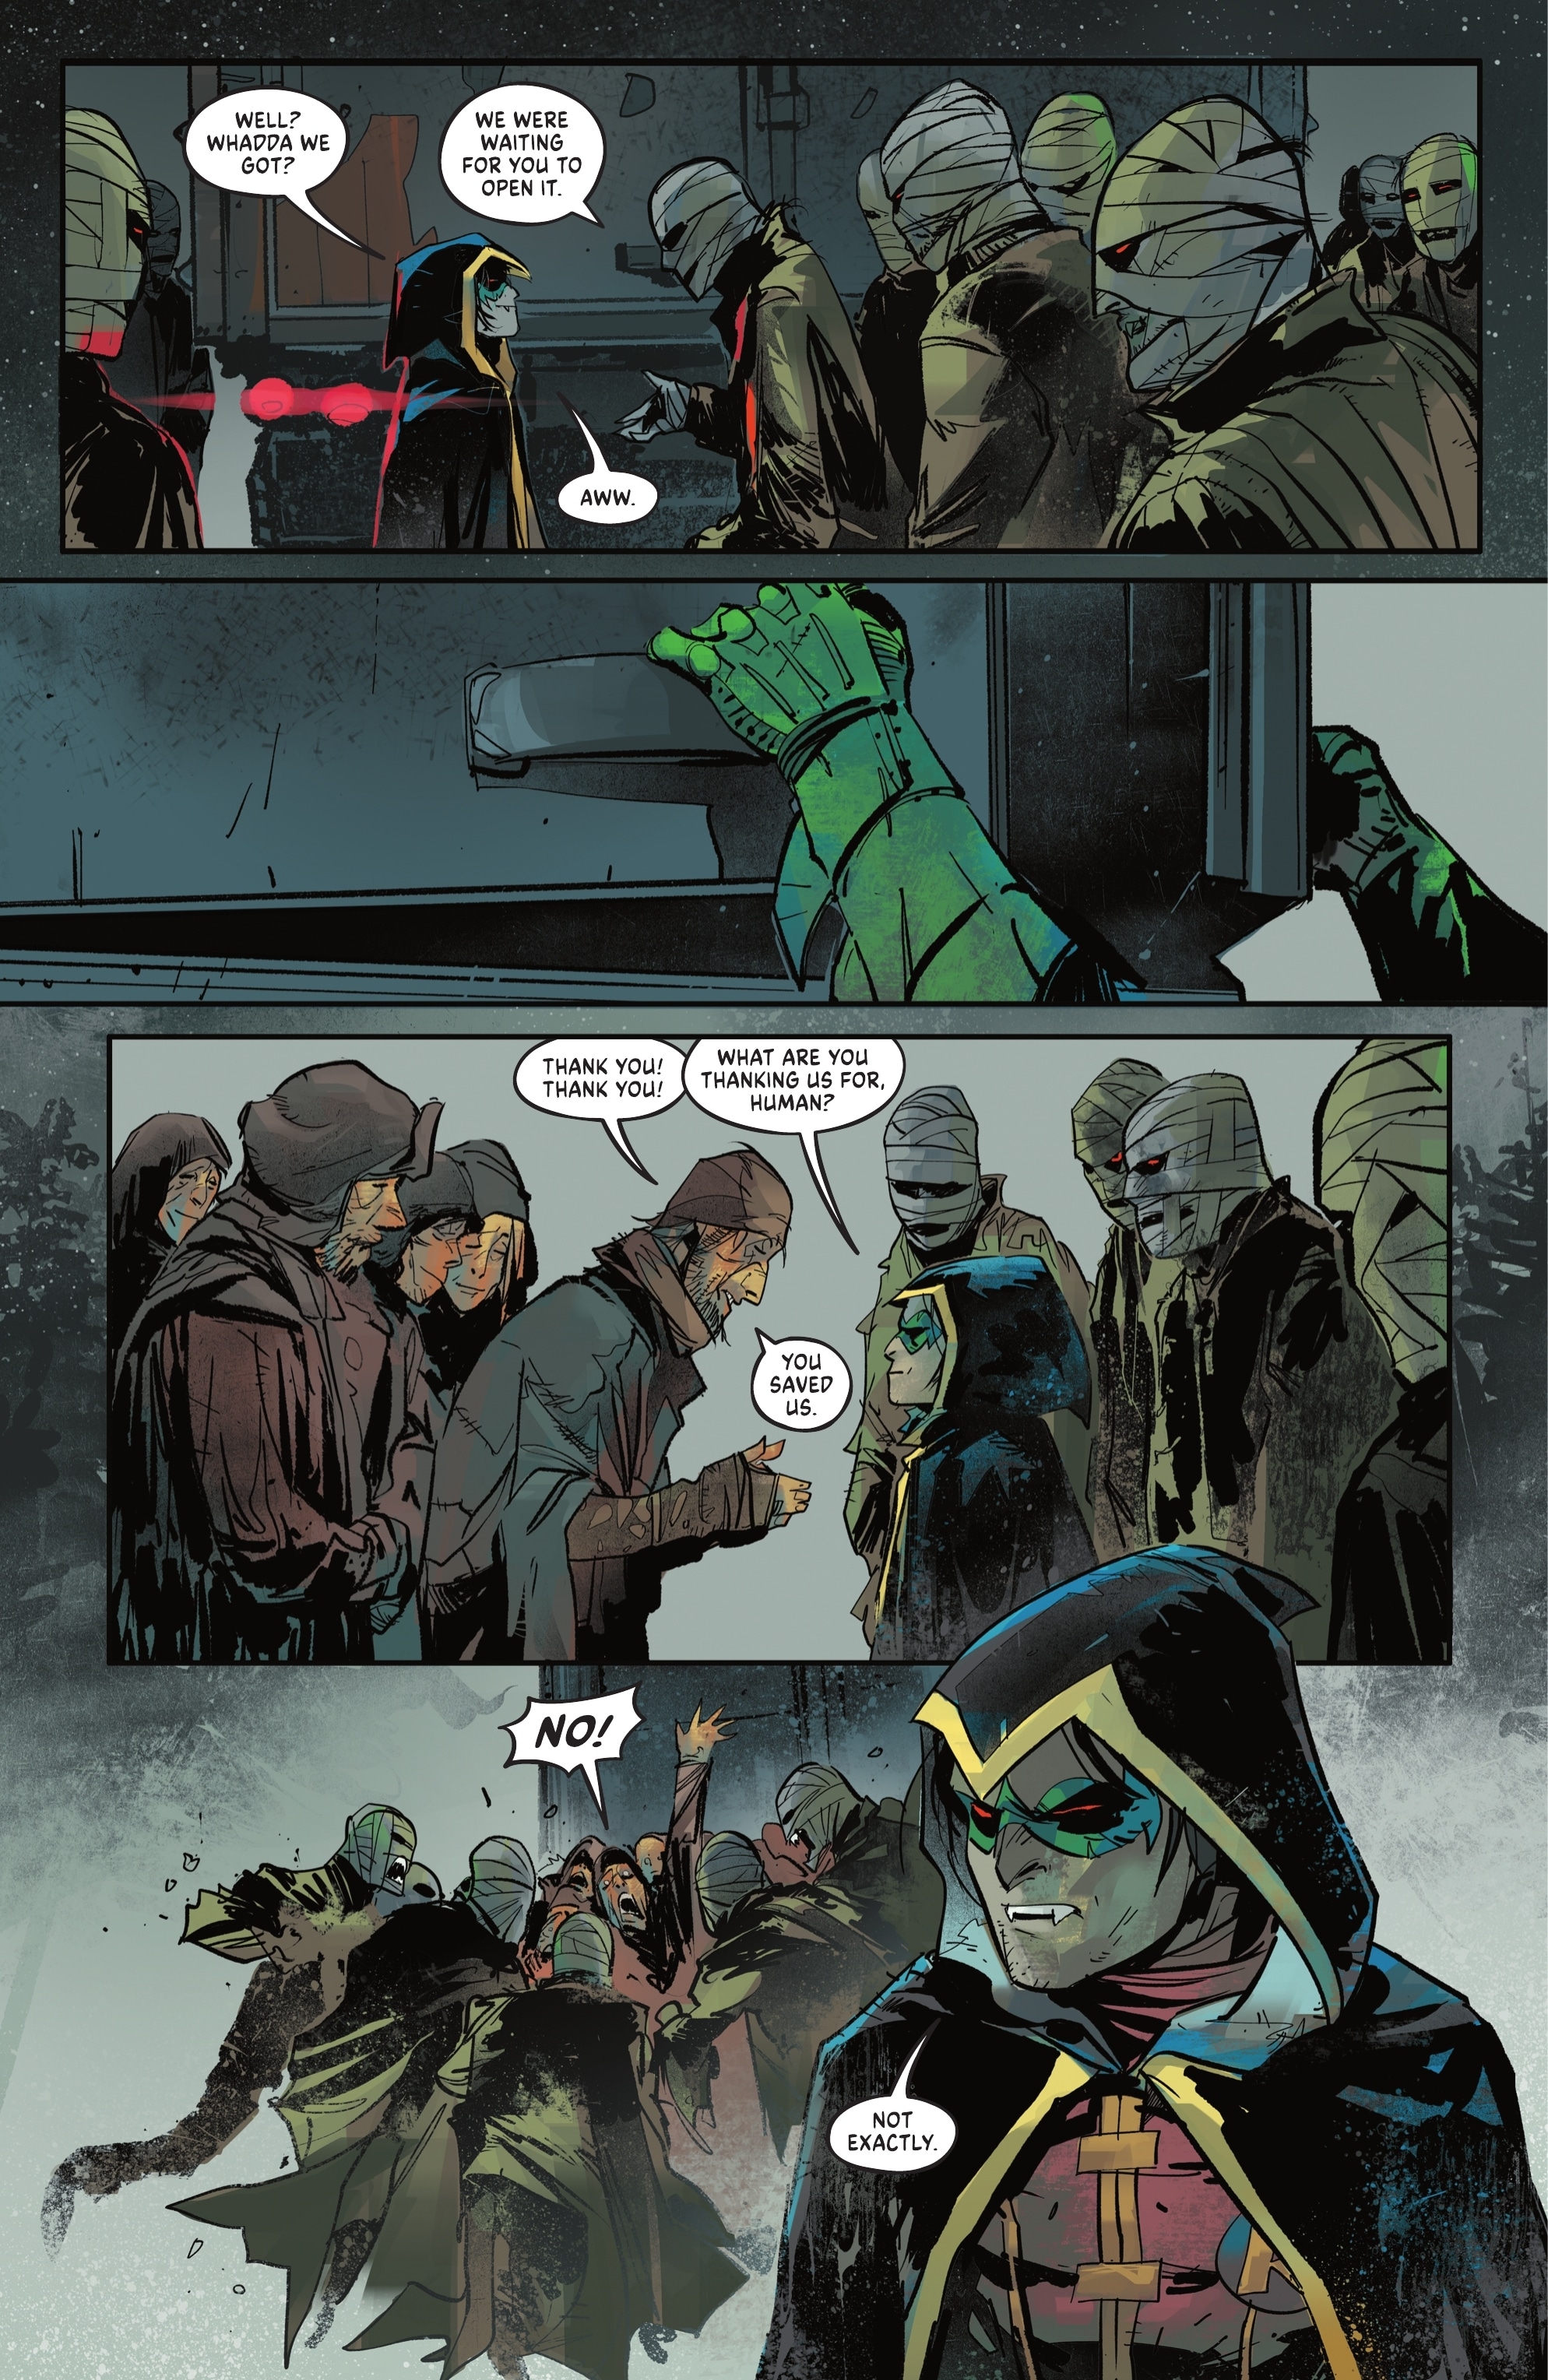 WELL?
WHADDA WE
GOT?
WE WERE
WAITING
FOR YOU TO
OPEN IT.
AWW.
THANK YOU!
THANK YOU!
WHAT ARE YOU
THANKING US FOR,
HUMAN?
YOU
SAVED
US.
NO!
NOT
EXACTLY.